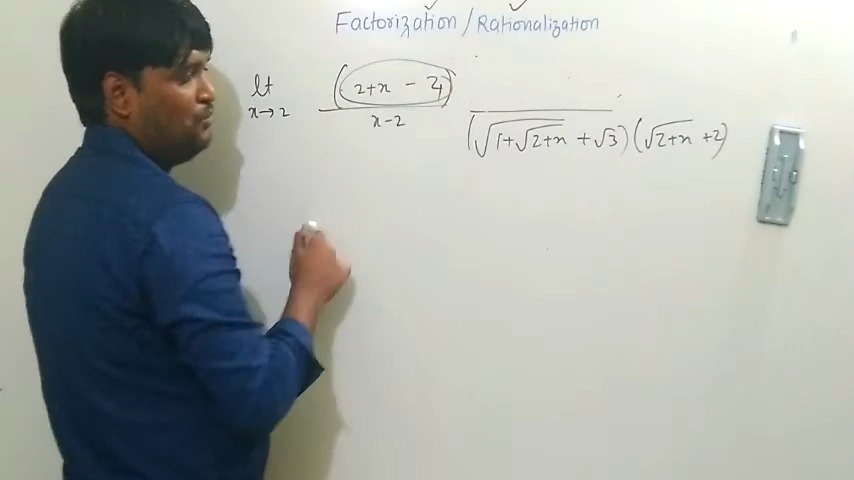 Factorization / Rationalization
lt (2+x - 4)
x→2 x-2 (√1+√2+x + √3) (√2+x +2)